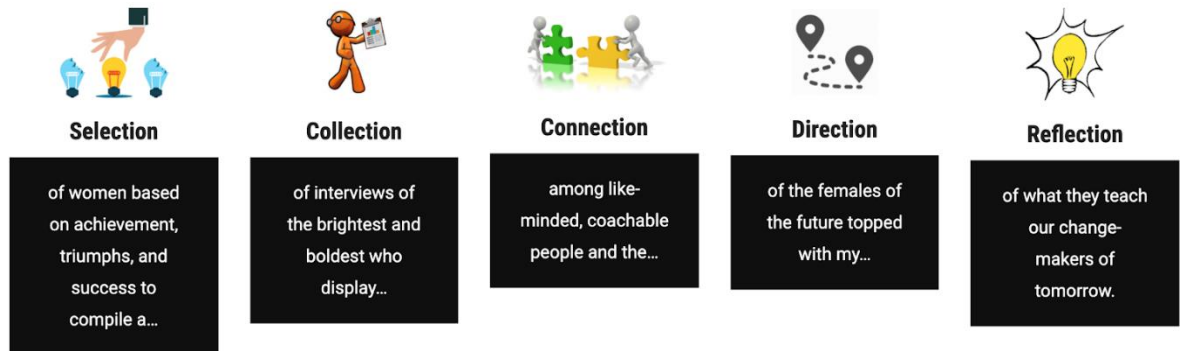 Selection
of women based
on achievement,
triumphs, and
success to
compile a...
Collection
of interviews of
the brightest and
boldest who
display...
Connection
among like-
minded, coachable
people and the...
Direction
of the females of
the future topped
with my...
Reflection
of what they teach
our change-
makers of
tomorrow.